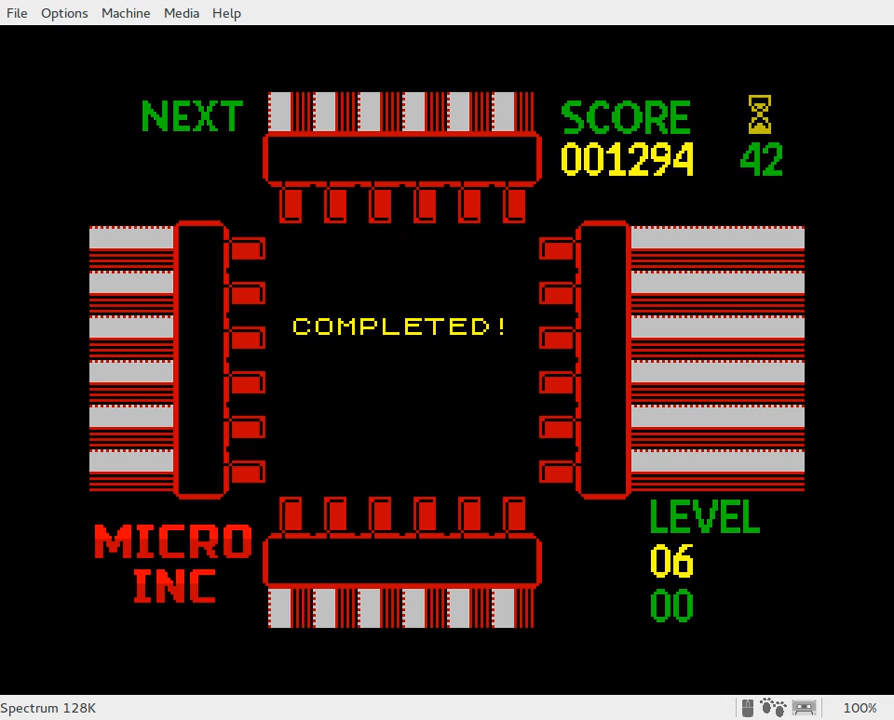 File Options Machine Media Help
NEXT
SCORE
001294 42
COMPLETED!
LEVEL
06
00
MICRO
INC
Spectrum 128K 100%